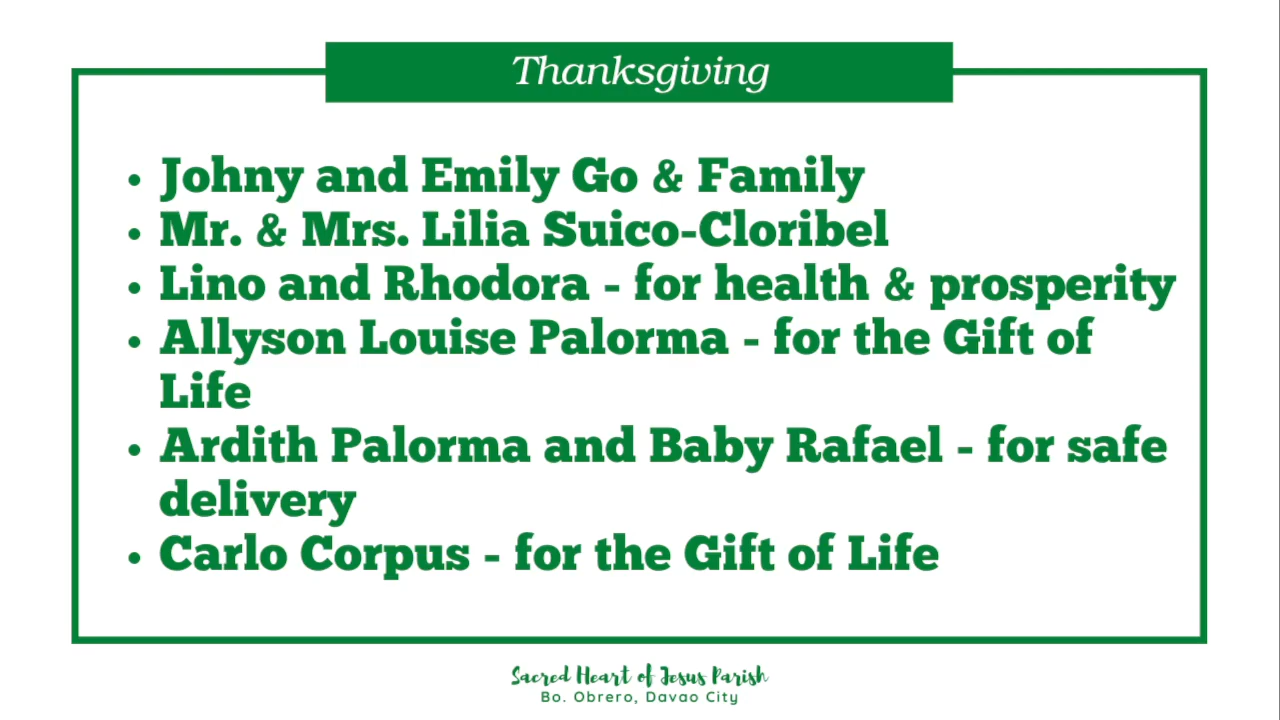 Thanksgiving
• Johny and Emily Go & Family
• Mr. & Mrs. Lilia Suico-Cloribel
• Lino and Rhodora - for health & prosperity
• Allyson Louise Palorma - for the Gift of
Life
• Ardith Palorma and Baby Rafael - for safe
delivery
• Carlo Corpus - for the Gift of Life
Sacred Heart of Jesus Parish
Bo. Obrero, Davao City